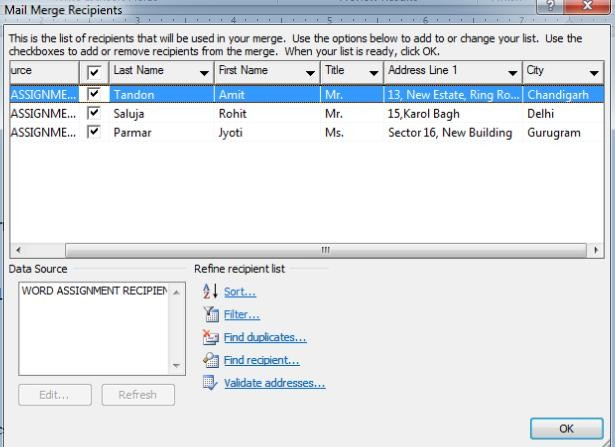 Mail Merge Recipients
This is the list of recipients that will be used in your merge. Use the options below to add to or change your list. Use the
checkboxes to add or remove recipients from the merge. When your list is ready, click OK.
urce Last Name First Name Title Address Line 1 City
ASSIGNME... Tandon Amit Mr. 13, New Estate, Ring Ro... Chandigarh
ASSIGNME... Saluja Rohit Mr. 15,Karol Bagh Delhi
ASSIGNME... Parmar Jyoti Ms. Sector 16, New Building Gurugram
Data Source
WORD ASSIGNMENT RECIPIEN
Edit... Refresh
Refine recipient list
Sort...
Filter...
Find duplicates...
Find recipient...
Validate addresses...
OK